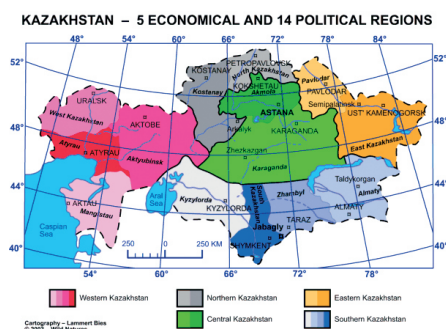 KAZAKHSTAN – 5 ECONOMICAL AND 14 POLITICAL REGIONS
54° 60° 66° 72° 78° 84°
52° 52°
PETROPAVLOVSK
KOSTANAY
North Kazakhstan
KOKSHETAU
Pavlodar
Kostanay
Akmola
PAVLODAR
URALSK
ASTANA
Semipalatinsk
West Kazakhstan
AKTOBE
Arkalyk
UST' KAMENOGORSK
48° 48°
KARAGANDA
Atyrau
ATYRAU
Aktyubinsk
Zhezkazgan
East Kazakhstan
Karaganda
44° 44°
Taldykorgan
AKTAU
Mangistau
Aral Sea
Kyzylorda
KYZYLORDA
South Kazakhstan
Zhambyl
Almaty
Caspian Sea
TARAZ
ALMATY
Jabagly
40° 40°
250 0 250 KM
SHYMKENT
54° 60° 66° 72° 78°
Western Kazakhstan
Northern Kazakhstan
Eastern Kazakhstan
Central Kazakhstan
Southern Kazakhstan
Cartography – Lammert Bies